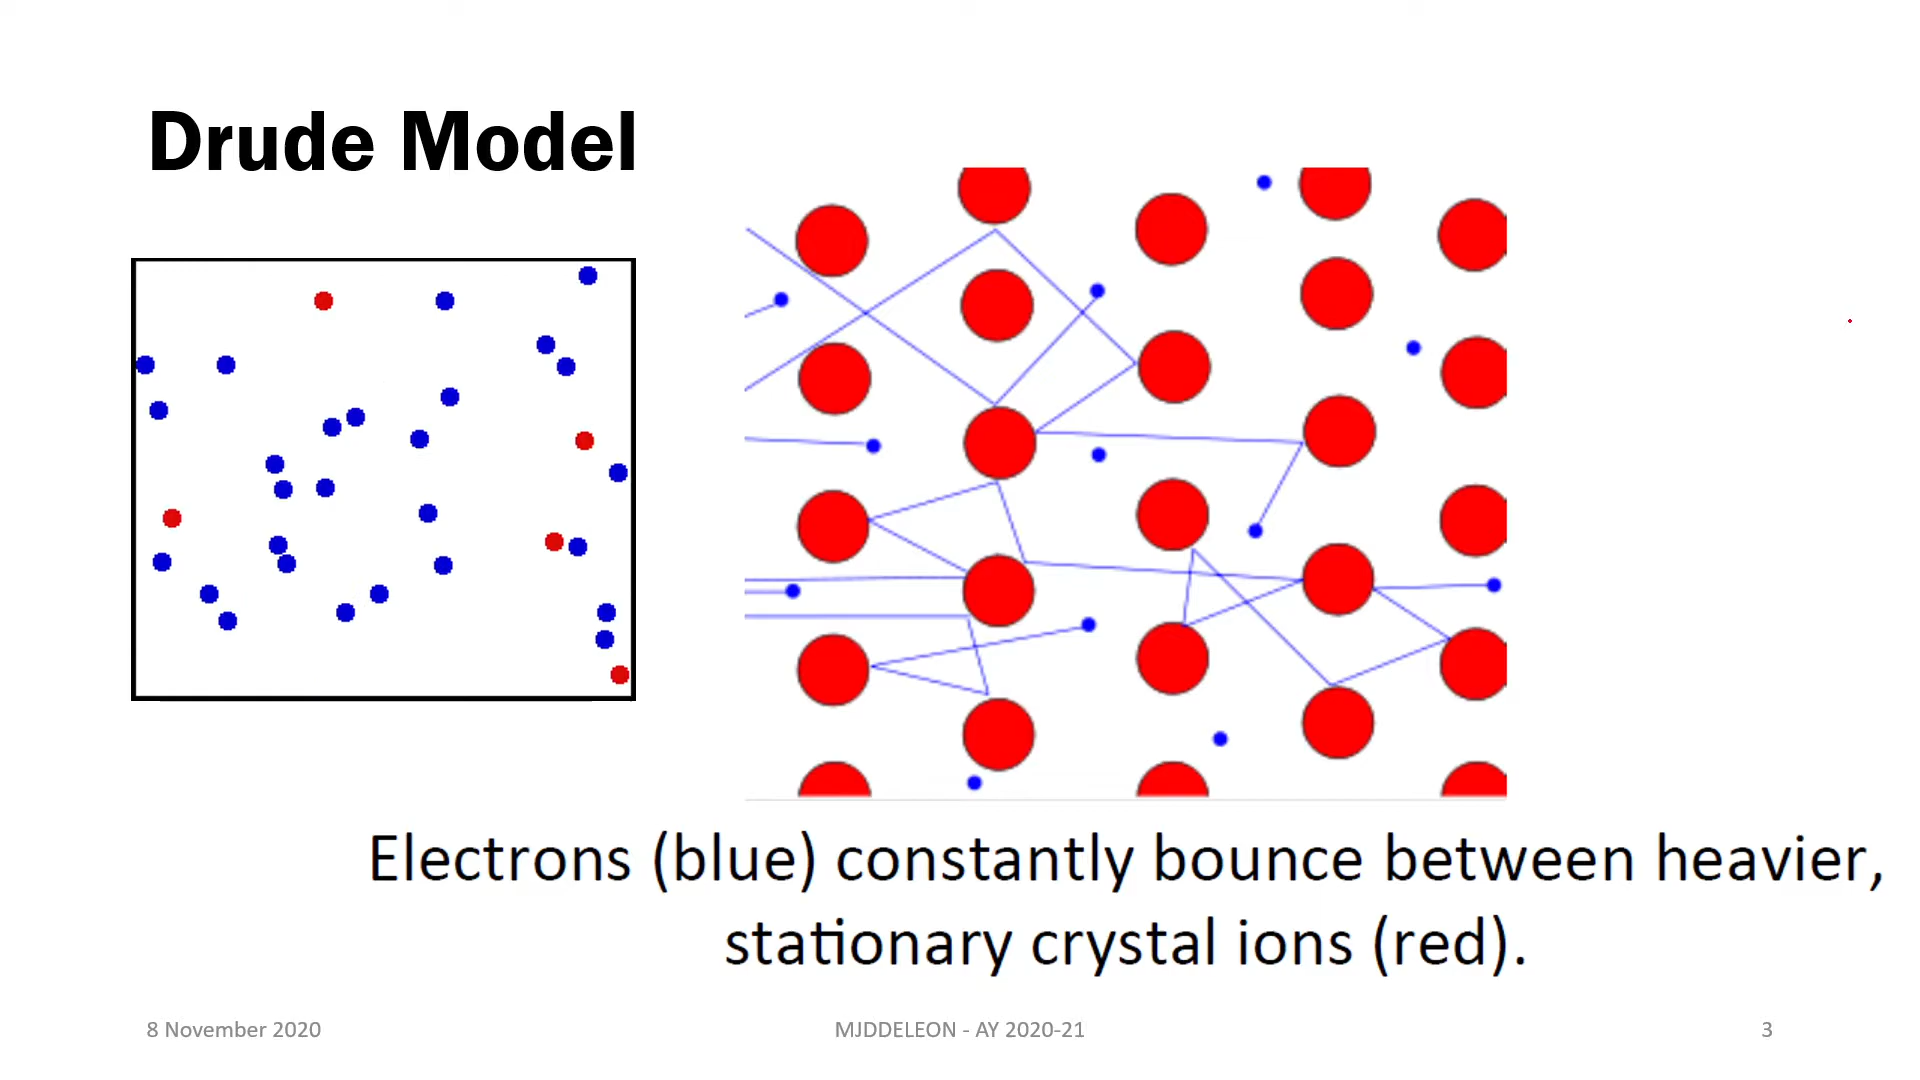 Drude Model
Electrons (blue) constantly bounce between heavier,
stationary crystal ions (red).
8 November 2020
MJDDELEON - AY 2020-21
3